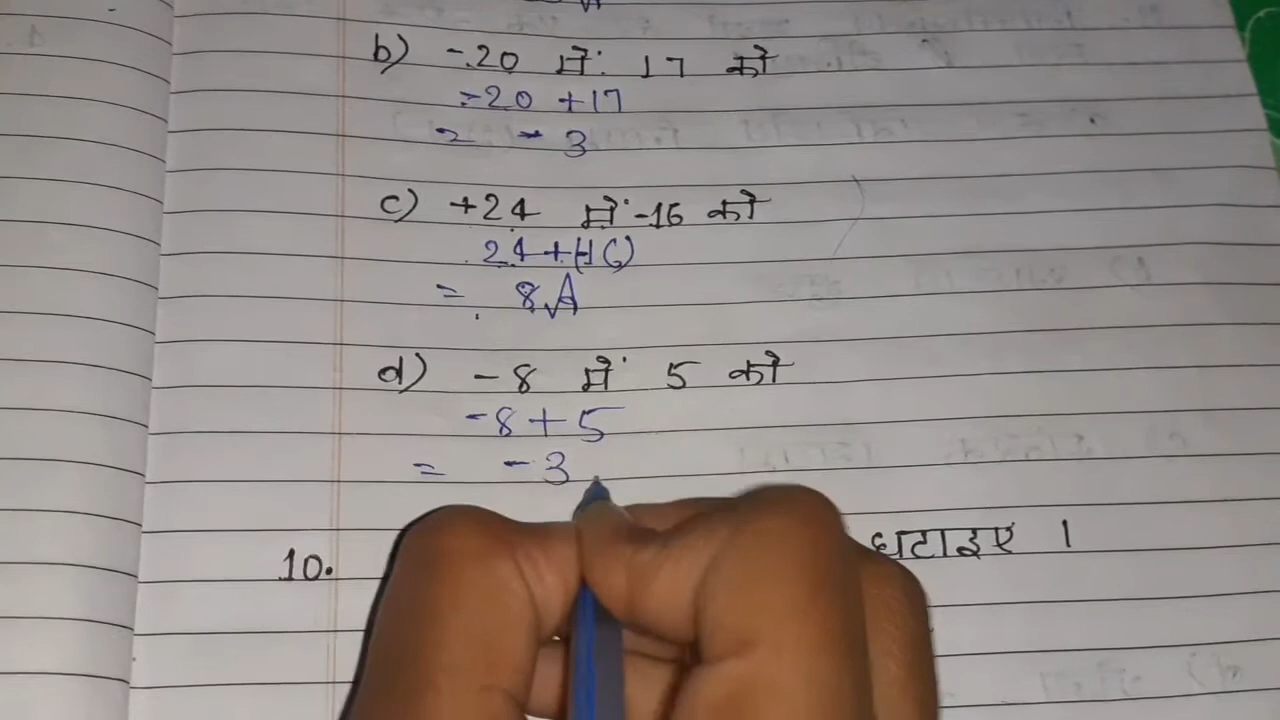 b) -20 में 17 को
-20 +17
= -3
c) +24 में -16 को
24+(-16)
= 8
d) -8 में 5 को
-8+5
= -3
10. घटाइए ।